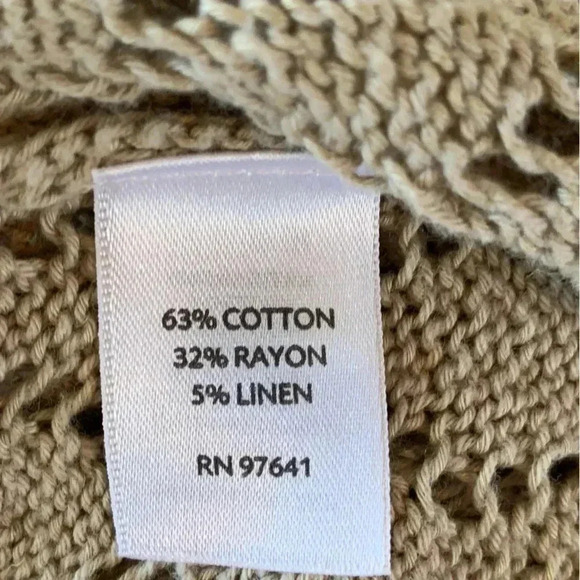 63% COTTON
32% RAYON
5% LINEN
RN 97641